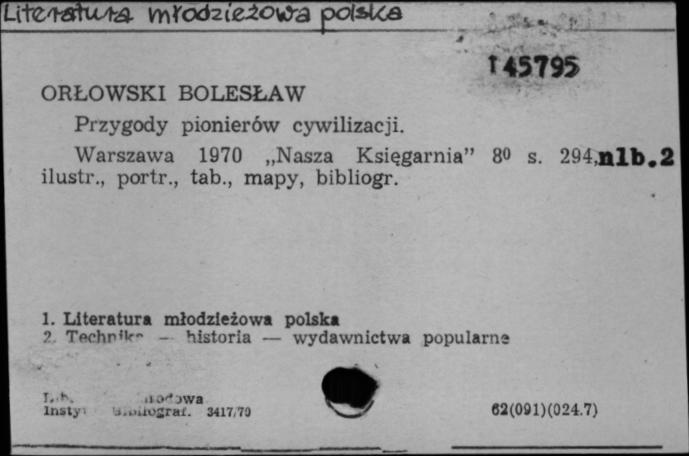 Literatura młodzieżowa polska
T 45795
ORŁOWSKI BOLESŁAW
Przygody pionierów cywilizacji.
Warszawa 1970 „Nasza Księgarnia” 8⁰ s. 294, nlb. 2
ilustr., portr., tab., mapy, bibliogr.
1. Literatura młodzieżowa polska
2. Technika — historia — wydawnictwa popularne
3417/70
62(091)(024.7)